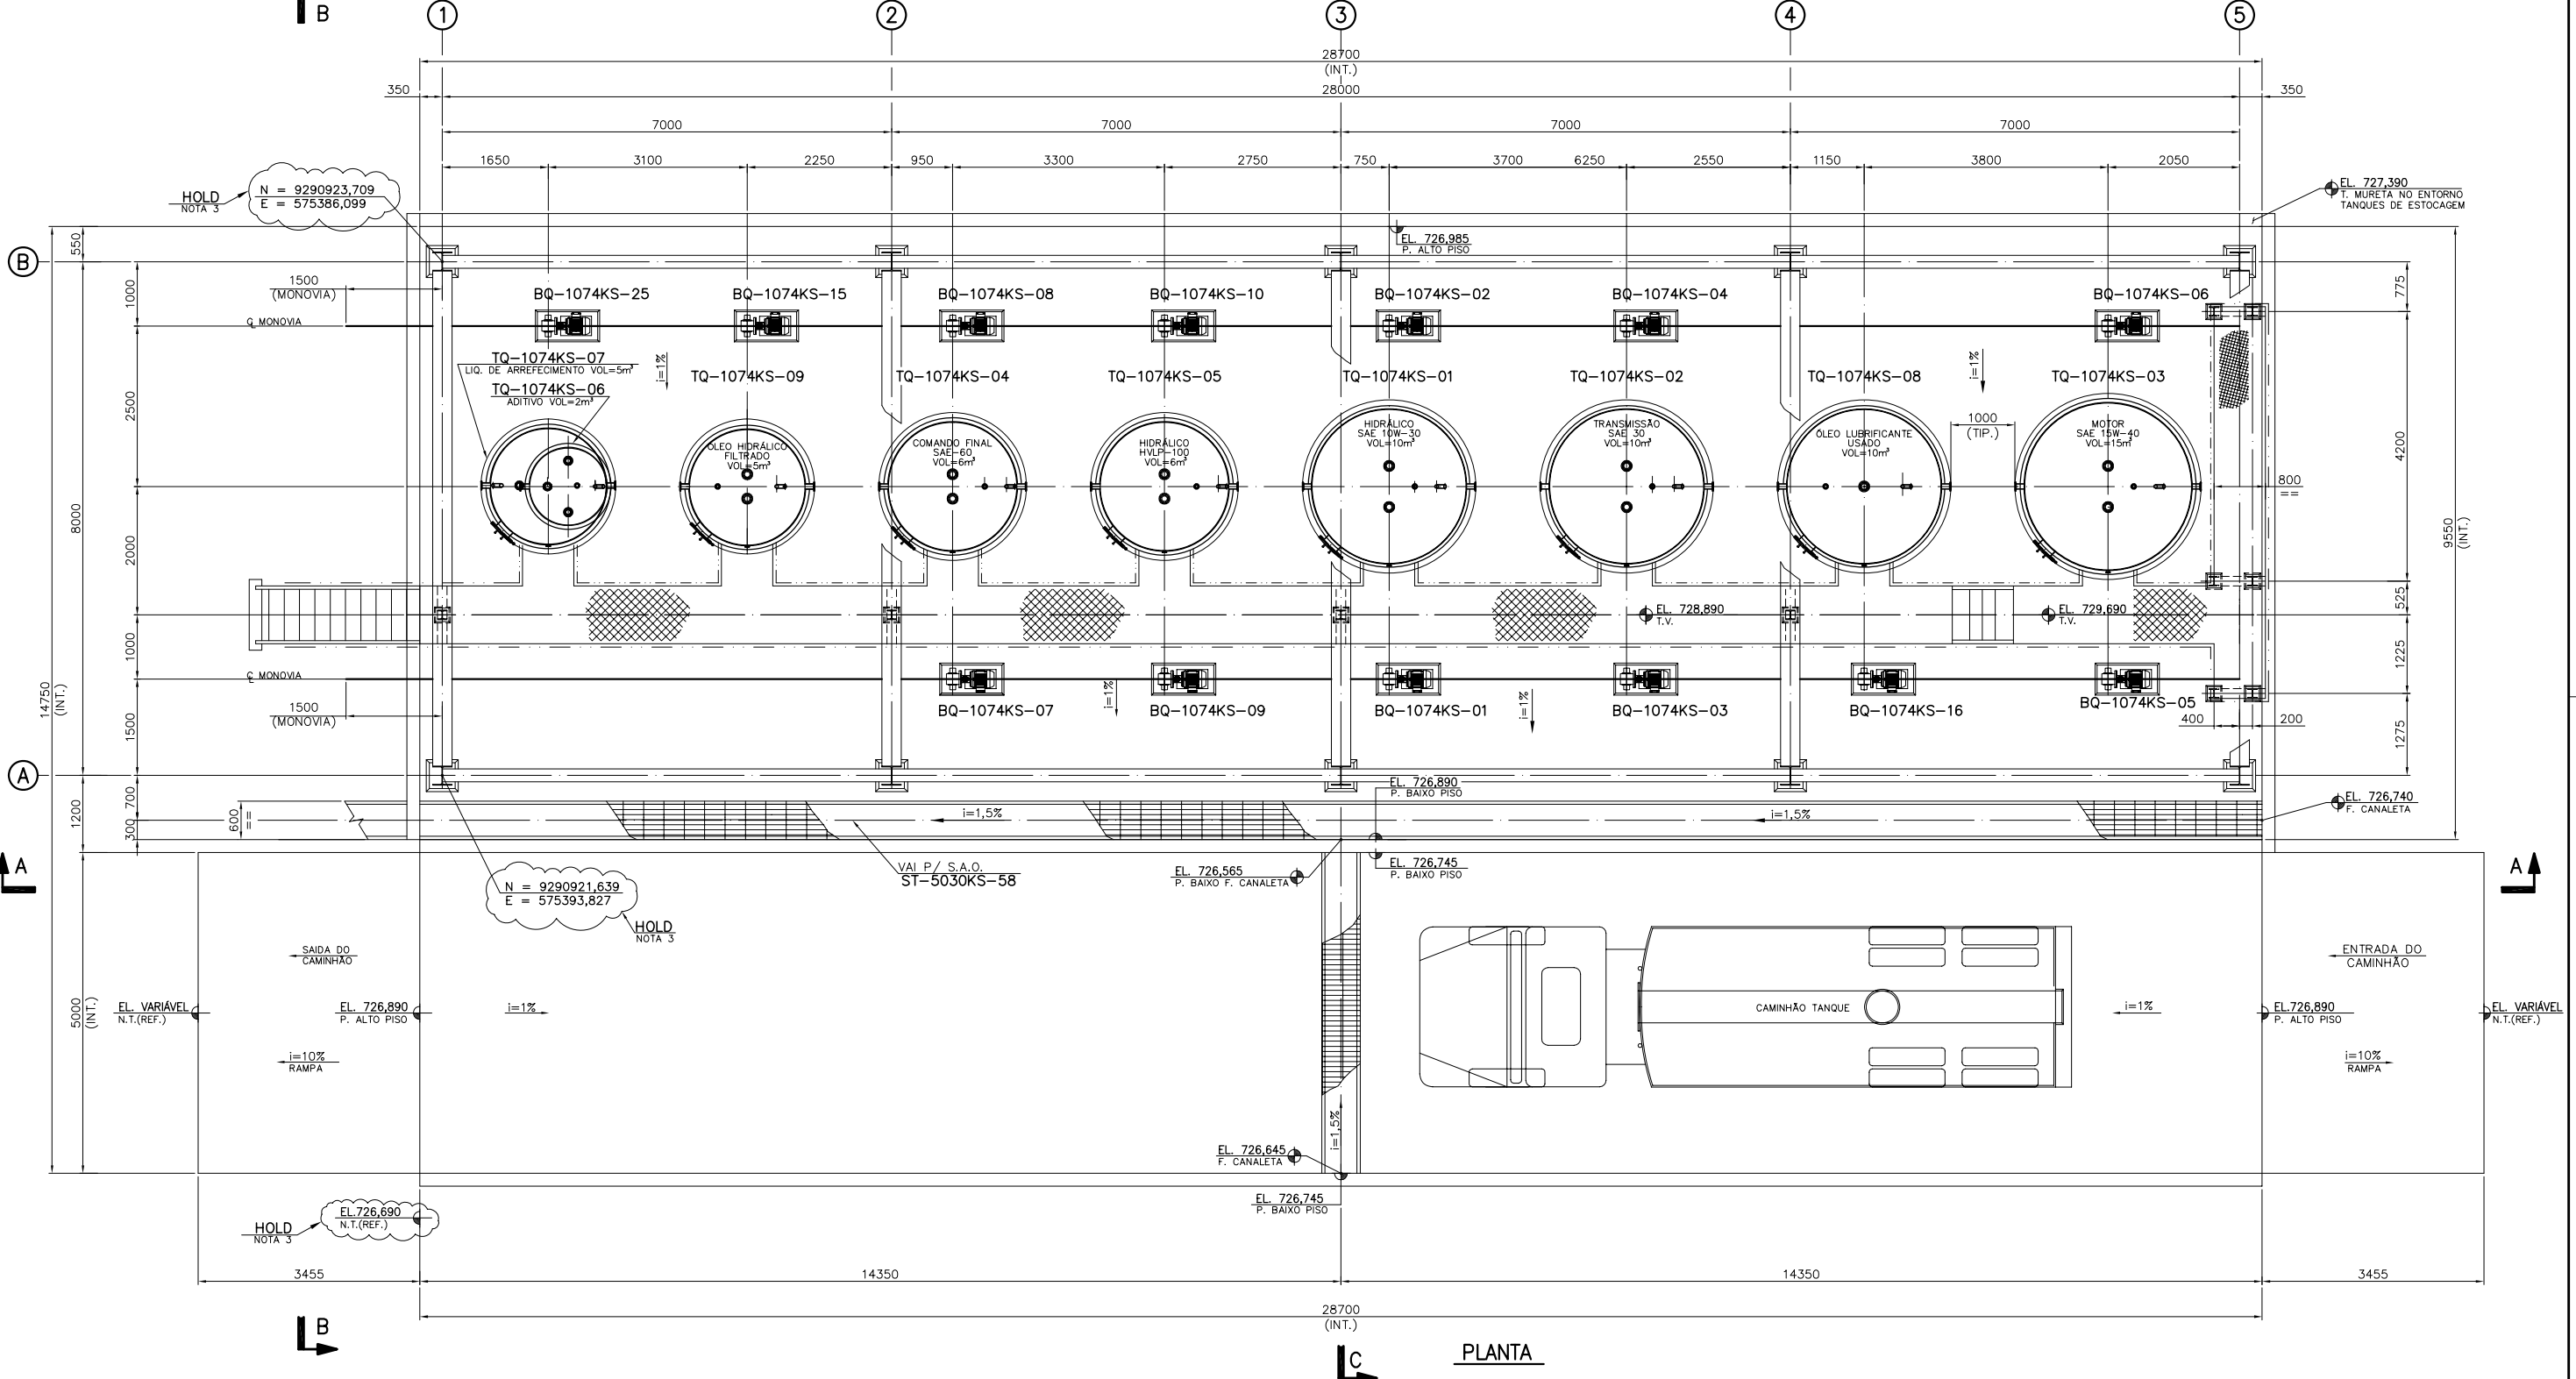 B
1
2
3
4
5
28700
(INT.)
350
28000
350
7000
7000
7000
7000
1650
3100
2250
950
3300
2750
750
3700
6250
2550
1150
3800
2050
HOLD
NOTA 3
N = 9290923,709
E = 575386,099
EL. 727,390
T. MURETA NO ENTORNO
TANQUES DE ESTOCAGEM
550
EL. 726,985
P. ALTO PISO
B
1500
(MONOVIA)
1000
775
BQ-1074KS-25
BQ-1074KS-15
BQ-1074KS-08
BQ-1074KS-10
BQ-1074KS-02
BQ-1074KS-04
BQ-1074KS-06
MONOVIA
TQ-1074KS-07
LIQ. DE ARREFECIMENTO VOL=5m³
TQ-1074KS-06
ADITIVO VOL=2m³
i=1%
TQ-1074KS-09
TQ-1074KS-04
TQ-1074KS-05
TQ-1074KS-01
TQ-1074KS-02
TQ-1074KS-08
i=1%
TQ-1074KS-03
2500
ÓLEO HIDRÁLICO
FILTRADO
VOL=5m³
COMANDO FINAL
SAE-60
VOL=6m³
HIDRÁLICO
HVLP-100
VOL=6m³
HIDRÁLICO
SAE 10W-30
VOL=10m³
TRANSMISSÃO
SAE 30
VOL=10m³
ÓLEO LUBRIFICANTE
USADO
VOL=10m³
1000
(TIP.)
MOTOR
SAE 15W-40
VOL=15m³
4200
800
==
8000
2000
9550
(INT.)
EL. 728,890
T.V.
EL. 729,690
T.V.
525
1000
1225
MONOVIA
1500
(MONOVIA)
14750
(INT.)
1500
BQ-1074KS-07
i=1%
BQ-1074KS-09
BQ-1074KS-01
i=1%
BQ-1074KS-03
BQ-1074KS-16
BQ-1074KS-05
400
200
1275
A
EL. 726,890
P. BAIXO PISO
1200
700
300
600
==
i=1,5%
i=1,5%
EL. 726,740
F. CANALETA
A
VAI P/ S.A.O.
ST-5030KS-58
EL. 726,565
P. BAIXO F. CANALETA
EL. 726,745
P. BAIXO PISO
A
N = 9290921,639
E = 575393,827
HOLD
NOTA 3
SAIDA DO
CAMINHÃO
ENTRADA DO
CAMINHÃO
5000
(INT.)
EL. VARIÁVEL
N.T.(REF.)
EL. 726,890
P. ALTO PISO
i=1%
CAMINHÃO TANQUE
i=1%
EL.726,890
P. ALTO PISO
EL. VARIÁVEL
N.T.(REF.)
i=10%
RAMPA
i=10%
RAMPA
i=1,5%
EL. 726,645
F. CANALETA
EL. 726,745
P. BAIXO PISO
HOLD
NOTA 3
EL.726,690
N.T.(REF.)
3455
14350
14350
3455
28700
(INT.)
B
C
PLANTA